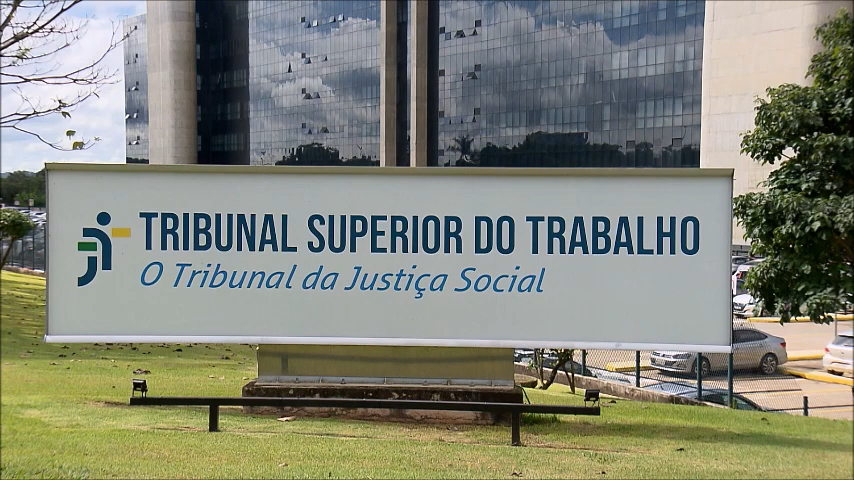 TRIBUNAL SUPERIOR DO TRABALHO
O Tribunal da Justiça Social